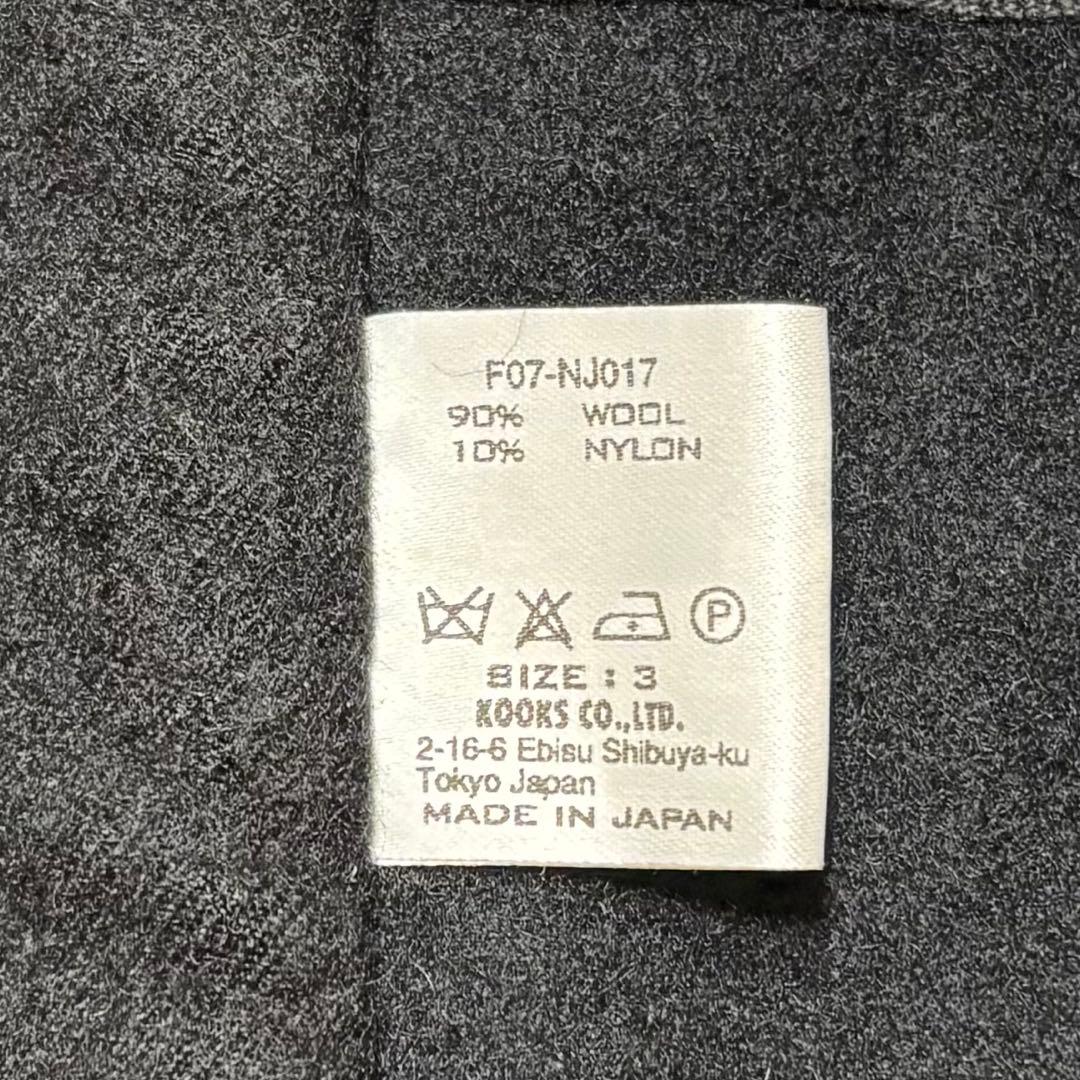 F07-NJ017
90% WOOL
10% NYLON
P
SIZE : 3
KOOKS CO.,LTD.
2-16-6 Ebisu Shibuya-ku
Tokyo Japan
MADE IN JAPAN